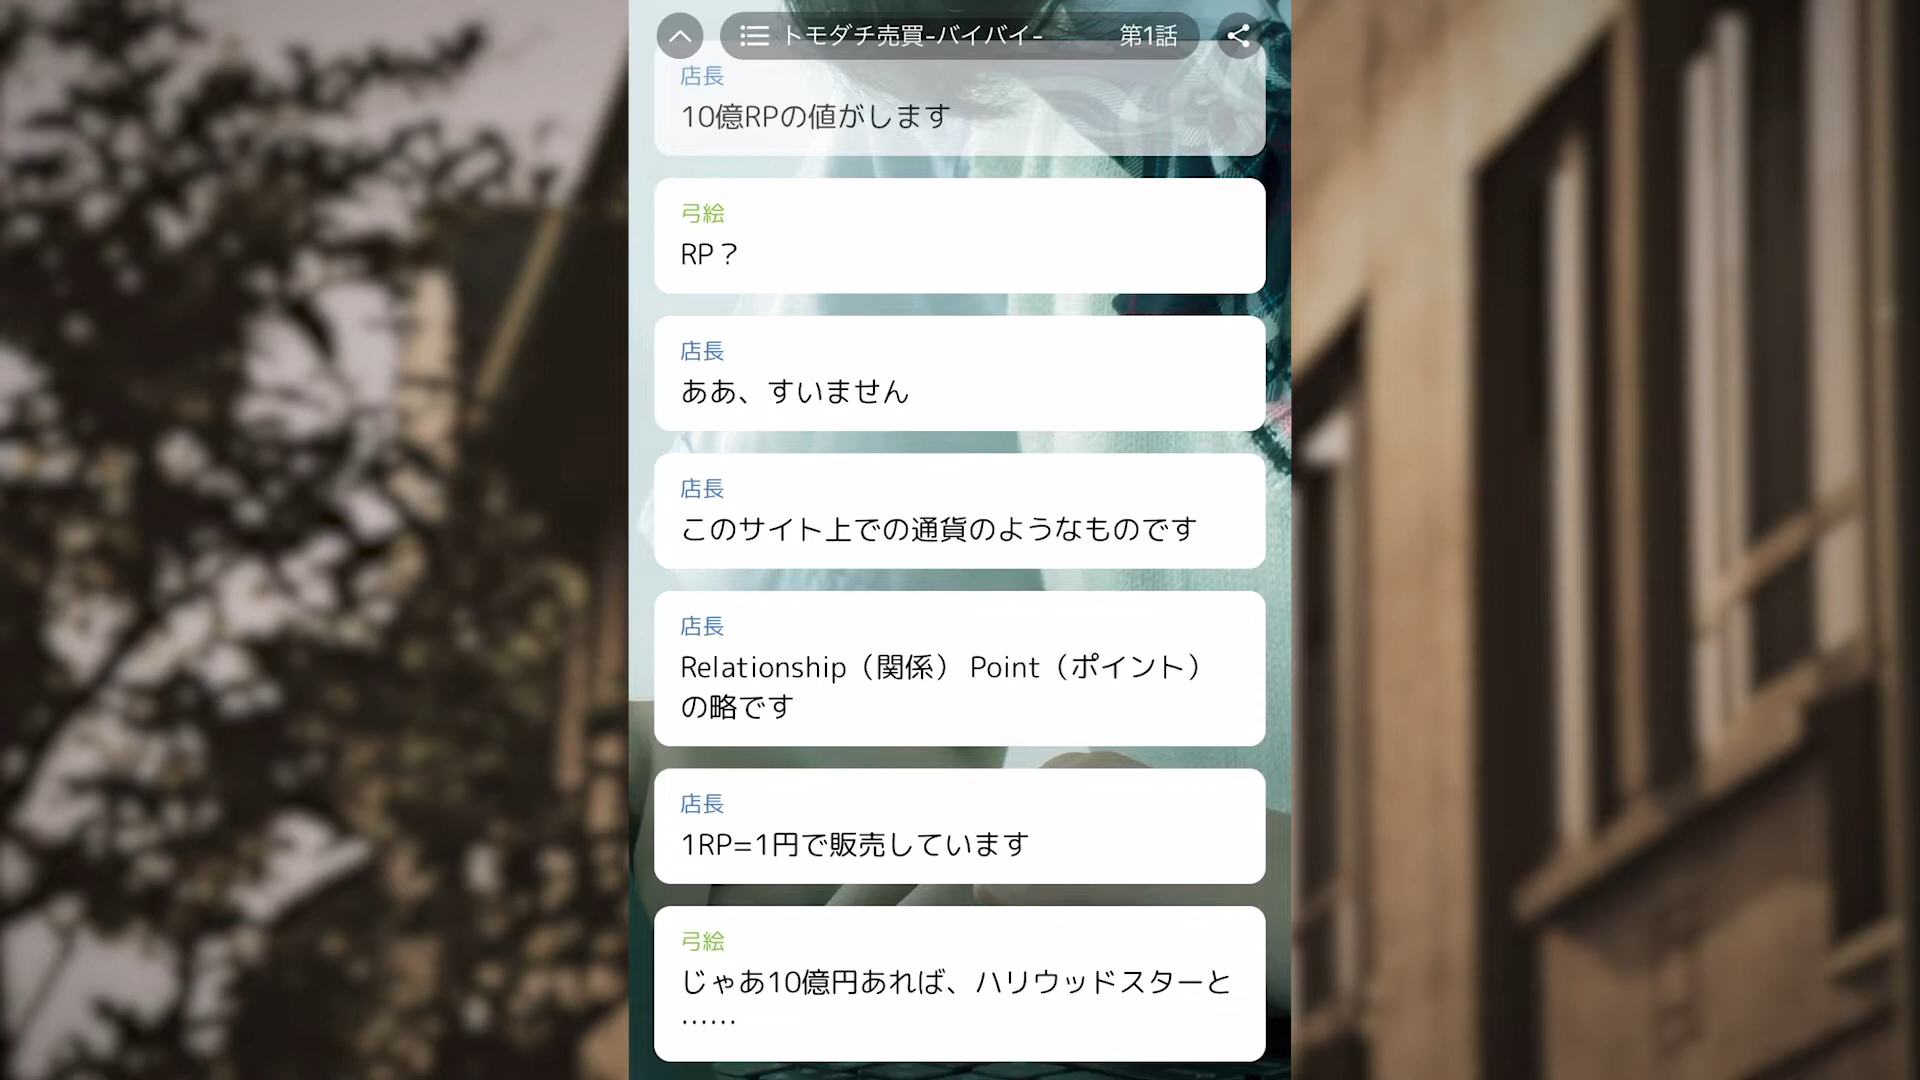 トモダチ売買-バイバイ- 第1話
店長
10億RPの値がします
弓絵
RP？
店長
ああ、すいません
店長
このサイト上での通貨のようなものです
店長
Relationship（関係） Point（ポイント）
の略です
店長
1RP=1円で販売しています
弓絵
じゃあ10億円あれば、ハリウッドスターと
……